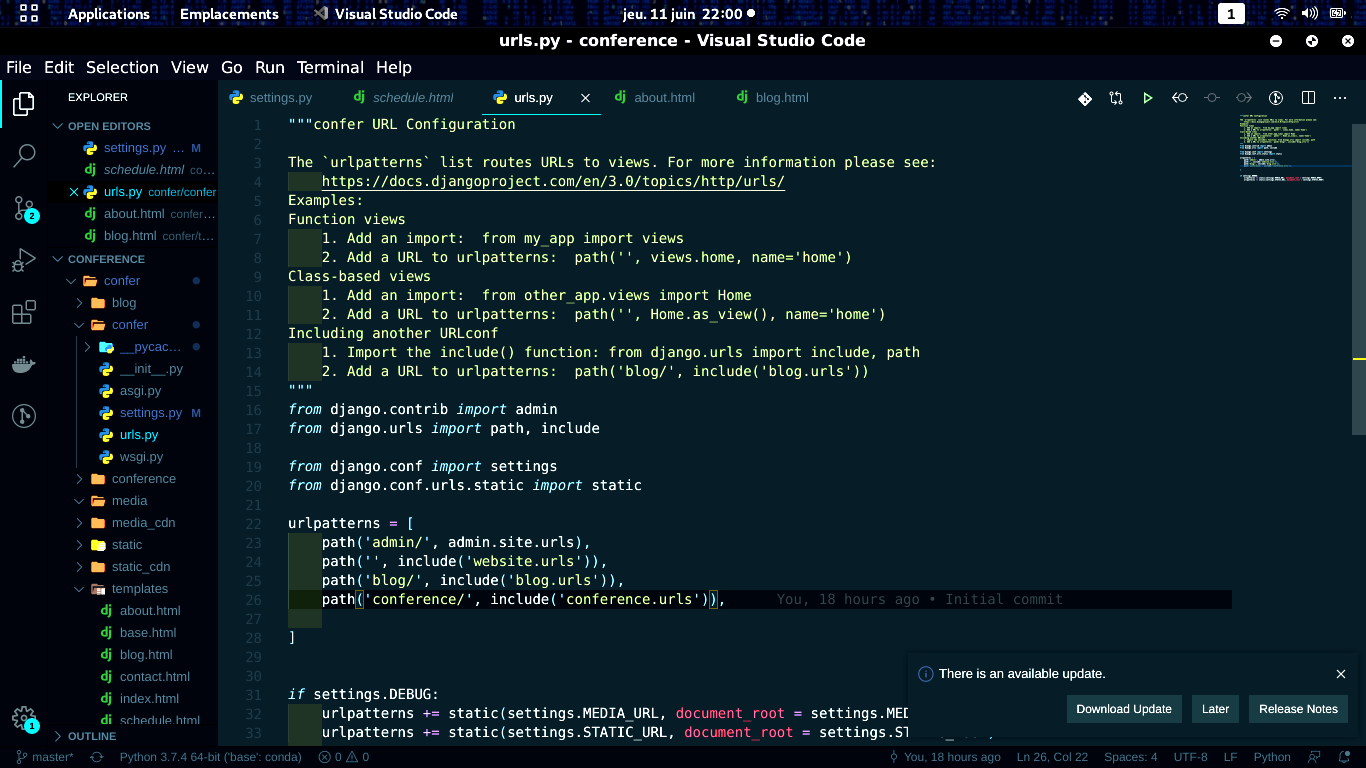 Applications Emplacements Visual Studio Code jeu. 11 juin 22:00 1
urls.py - conference - Visual Studio Code
File Edit Selection View Go Run Terminal Help
EXPLORER
OPEN EDITORS
settings.py ... M
schedule.html co...
urls.py confer/confer
about.html confer...
blog.html confer/t...
CONFERENCE
confer
blog
confer
__pycac...
__init__.py
asgi.py
settings.py M
urls.py
wsgi.py
conference
media
media_cdn
static
static_cdn
templates
about.html
base.html
blog.html
contact.html
index.html
schedule.html
OUTLINE
2
1
settings.py schedule.html urls.py about.html blog.html
1 """confer URL Configuration
2
3 The `urlpatterns` list routes URLs to views. For more information please see:
4 https://docs.djangoproject.com/en/3.0/topics/http/urls/
5 Examples:
6 Function views
7 1. Add an import:  from my_app import views
8 2. Add a URL to urlpatterns:  path('', views.home, name='home')
9 Class-based views
10 1. Add an import:  from other_app.views import Home
11 2. Add a URL to urlpatterns:  path('', Home.as_view(), name='home')
12 Including another URLconf
13 1. Import the include() function: from django.urls import include, path
14 2. Add a URL to urlpatterns:  path('blog/', include('blog.urls'))
15 """
16 from django.contrib import admin
17 from django.urls import path, include
18
19 from django.conf import settings
20 from django.conf.urls.static import static
21
22 urlpatterns = [
23 path('admin/', admin.site.urls),
24 path('', include('website.urls')),
25 path('blog/', include('blog.urls')),
26 path('conference/', include('conference.urls')), You, 18 hours ago • Initial commit
27
28 ]
29
30
31 if settings.DEBUG:
32 urlpatterns += static(settings.MEDIA_URL, document_root = settings.MED
33 urlpatterns += static(settings.STATIC_URL, document_root = settings.ST
There is an available update.
Download Update Later Release Notes
master* Python 3.7.4 64-bit ('base': conda) 0 0 You, 18 hours ago Ln 26, Col 22 Spaces: 4 UTF-8 LF Python